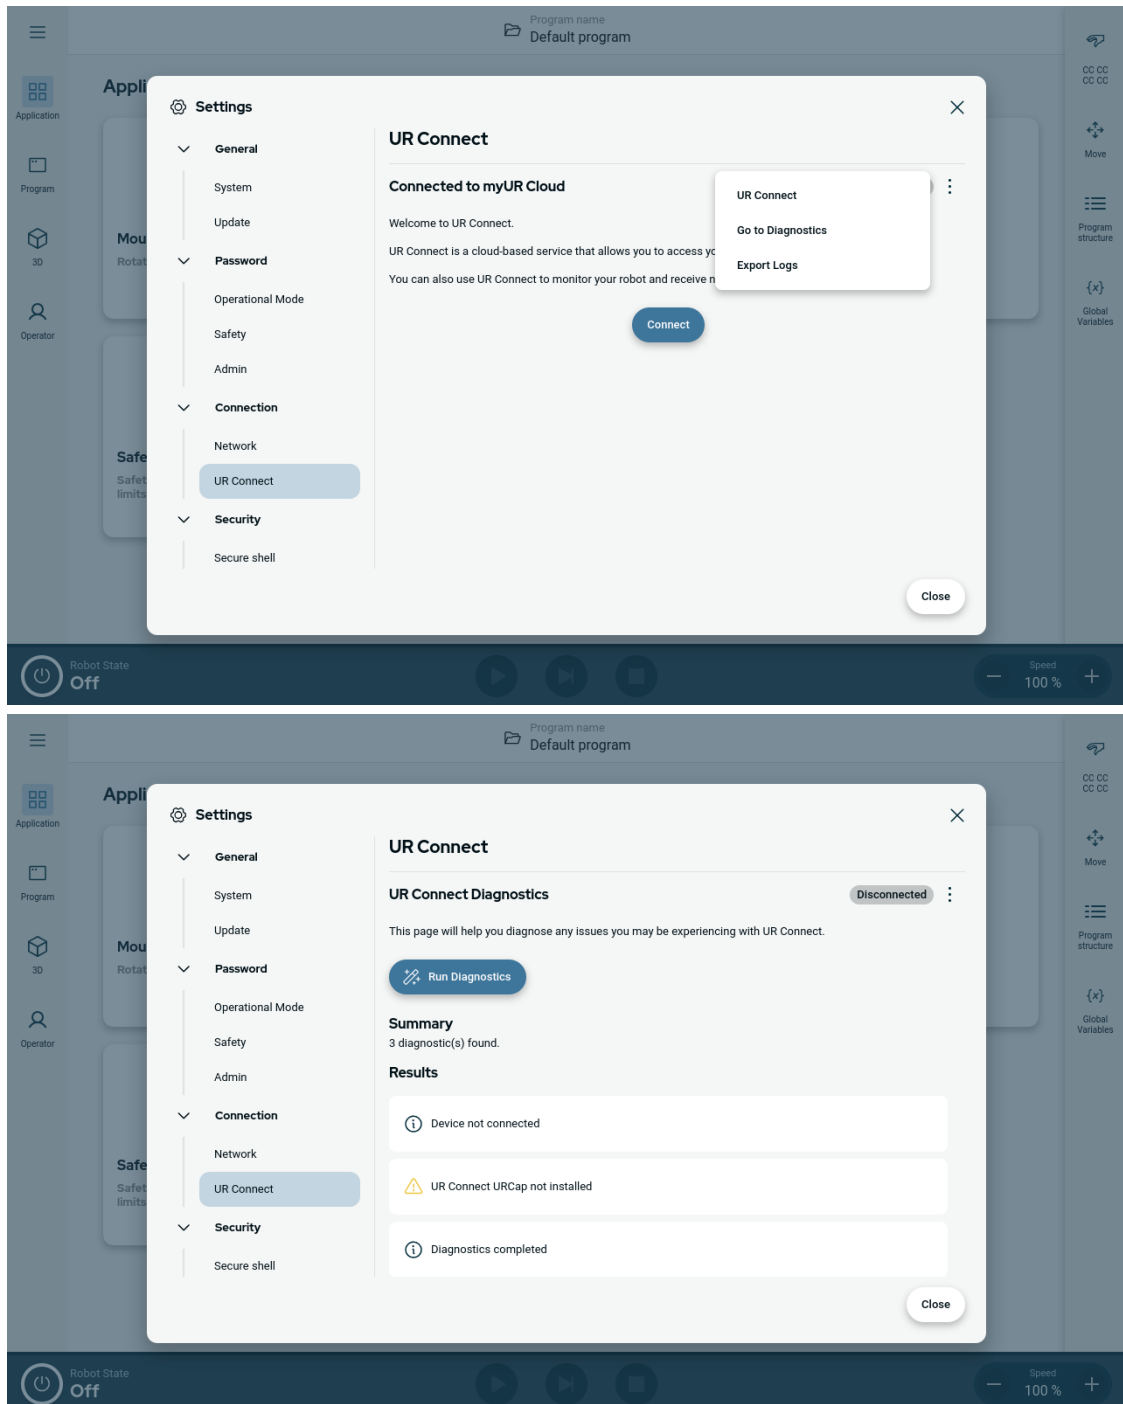 Program name
Default program
Application
Program
3D
Operator
Appli
Mou
Rotat
Safe
Safet
limits
Settings
General
System
Update
Password
Operational Mode
Safety
Admin
Connection
Network
UR Connect
Security
Secure shell
UR Connect
Connected to myUR Cloud
Welcome to UR Connect.
UR Connect is a cloud-based service that allows you to access yo
You can also use UR Connect to monitor your robot and receive n
Connect
UR Connect
Go to Diagnostics
Export Logs
Close
CC CC
CC CC
Move
Program
structure
{x}
Global
Variables
Robot State
Off
Speed
100 %
Program name
Default program
Application
Program
3D
Operator
Appli
Mou
Rotat
Safe
Safet
limits
Settings
General
System
Update
Password
Operational Mode
Safety
Admin
Connection
Network
UR Connect
Security
Secure shell
UR Connect
UR Connect Diagnostics
Disconnected
This page will help you diagnose any issues you may be experiencing with UR Connect.
Run Diagnostics
Summary
3 diagnostic(s) found.
Results
Device not connected
UR Connect URCap not installed
Diagnostics completed
Close
CC CC
CC CC
Move
Program
structure
{x}
Global
Variables
Robot State
Off
Speed
100 %